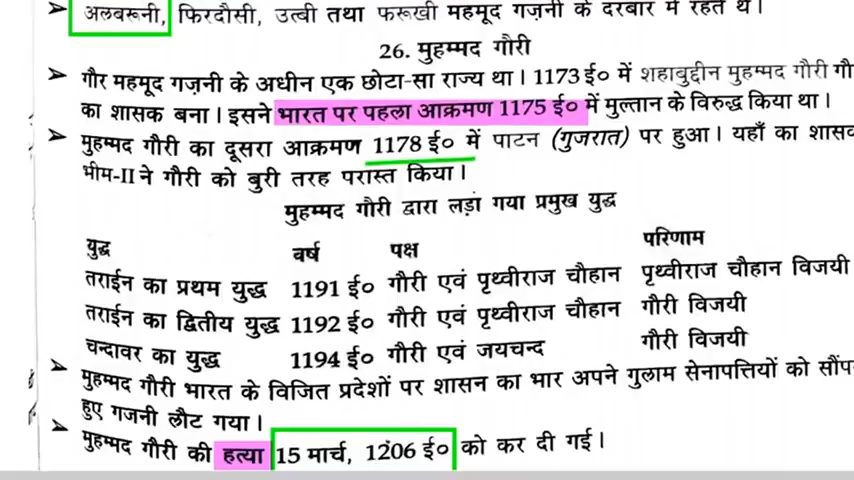 ➤ अलबरूनी, फिरदौसी, उत्बी तथा फरूखी महमूद गज़नी के दरबार में रहते थे।
26. मुहम्मद गौरी
➤ गौर महमूद गज़नी के अधीन एक छोटा-सा राज्य था। 1173 ई० में शहाबुद्दीन मुहम्मद गौरी गौ
का शासक बना। इसने भारत पर पहला आक्रमण 1175 ई० में मुल्तान के विरुद्ध किया था।
➤ मुहम्मद गौरी का दूसरा आक्रमण 1178 ई० में पाटन (गुजरात) पर हुआ। यहाँ का शासव
भीम-II ने गौरी को बुरी तरह परास्त किया।
मुहम्मद गौरी द्वारा लड़ां गया प्रमुख युद्ध
युद्ध वर्ष पक्ष परिणाम
तराईन का प्रथम युद्ध 1191 ई० गौरी एवं पृथ्वीराज चौहान पृथ्वीराज चौहान विजयी
तराईन का द्वितीय युद्ध 1192 ई० गौरी एवं पृथ्वीराज चौहान गौरी विजयी
चन्दावर का युद्ध 1194 ई० गौरी एवं जयचन्द गौरी विजयी
➤ मुहम्मद गौरी भारत के विजित प्रदेशों पर शासन का भार अपने गुलाम सेनापत्तियों को सौंप
हुए गजनी लौट गया।
➤ मुहम्मद गौरी की हत्या 15 मार्च, 1206 ई० को कर दी गई।